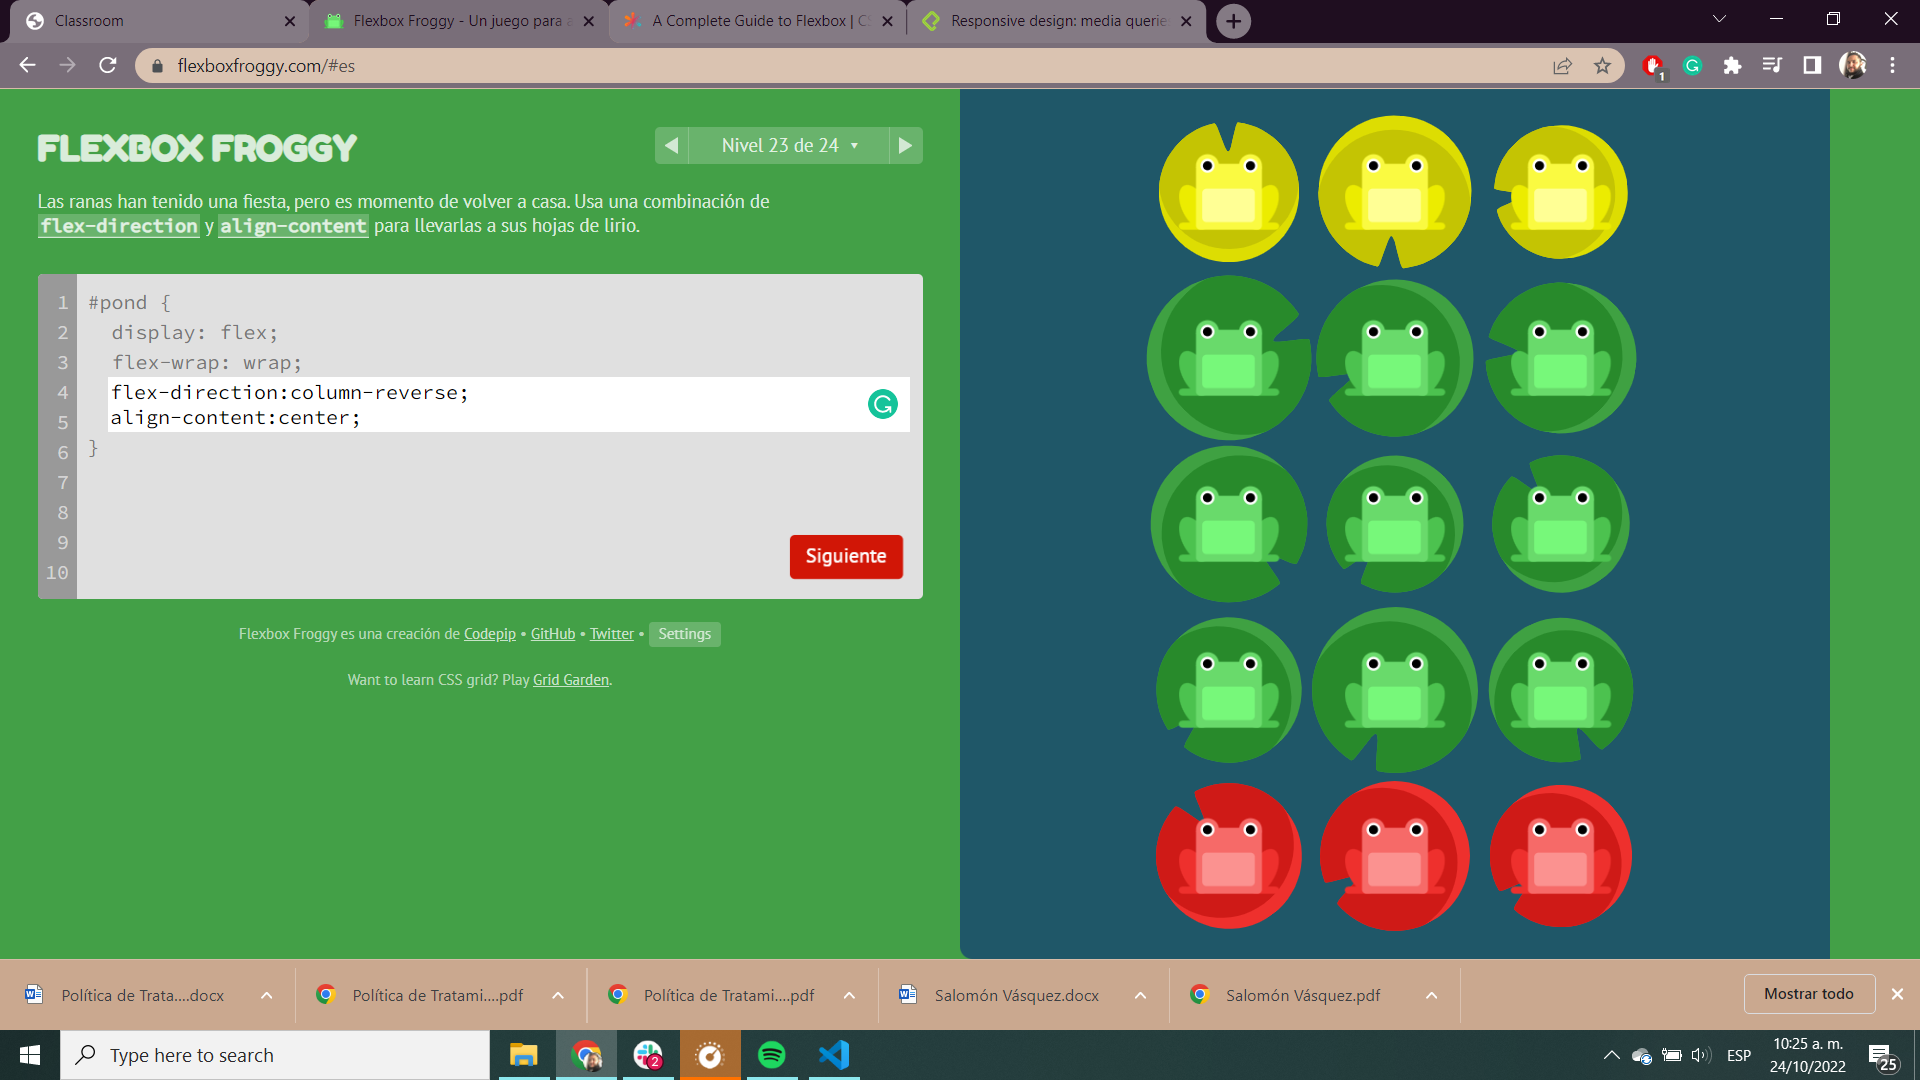 Classroom
Flexbox Froggy - Un juego para a
A Complete Guide to Flexbox | CS
Responsive design: media querie
flexboxfroggy.com/#es
1
FLEXBOX FROGGY
Nivel 23 de 24
Las ranas han tenido una fiesta, pero es momento de volver a casa. Usa una combinación de
flex-direction y align-content para llevarlas a sus hojas de lirio.
1 #pond {
2 display: flex;
3 flex-wrap: wrap;
4 flex-direction:column-reverse;
5 align-content:center;
6 }
7
8
9
10
Siguiente
Flexbox Froggy es una creación de Codepip • GitHub • Twitter • Settings
Want to learn CSS grid? Play Grid Garden.
Política de Trata....docx
Política de Tratami....pdf
Política de Tratami....pdf
Salomón Vásquez.docx
Salomón Vásquez.pdf
Mostrar todo
Type here to search
2
ESP
10:25 a. m.
24/10/2022
25